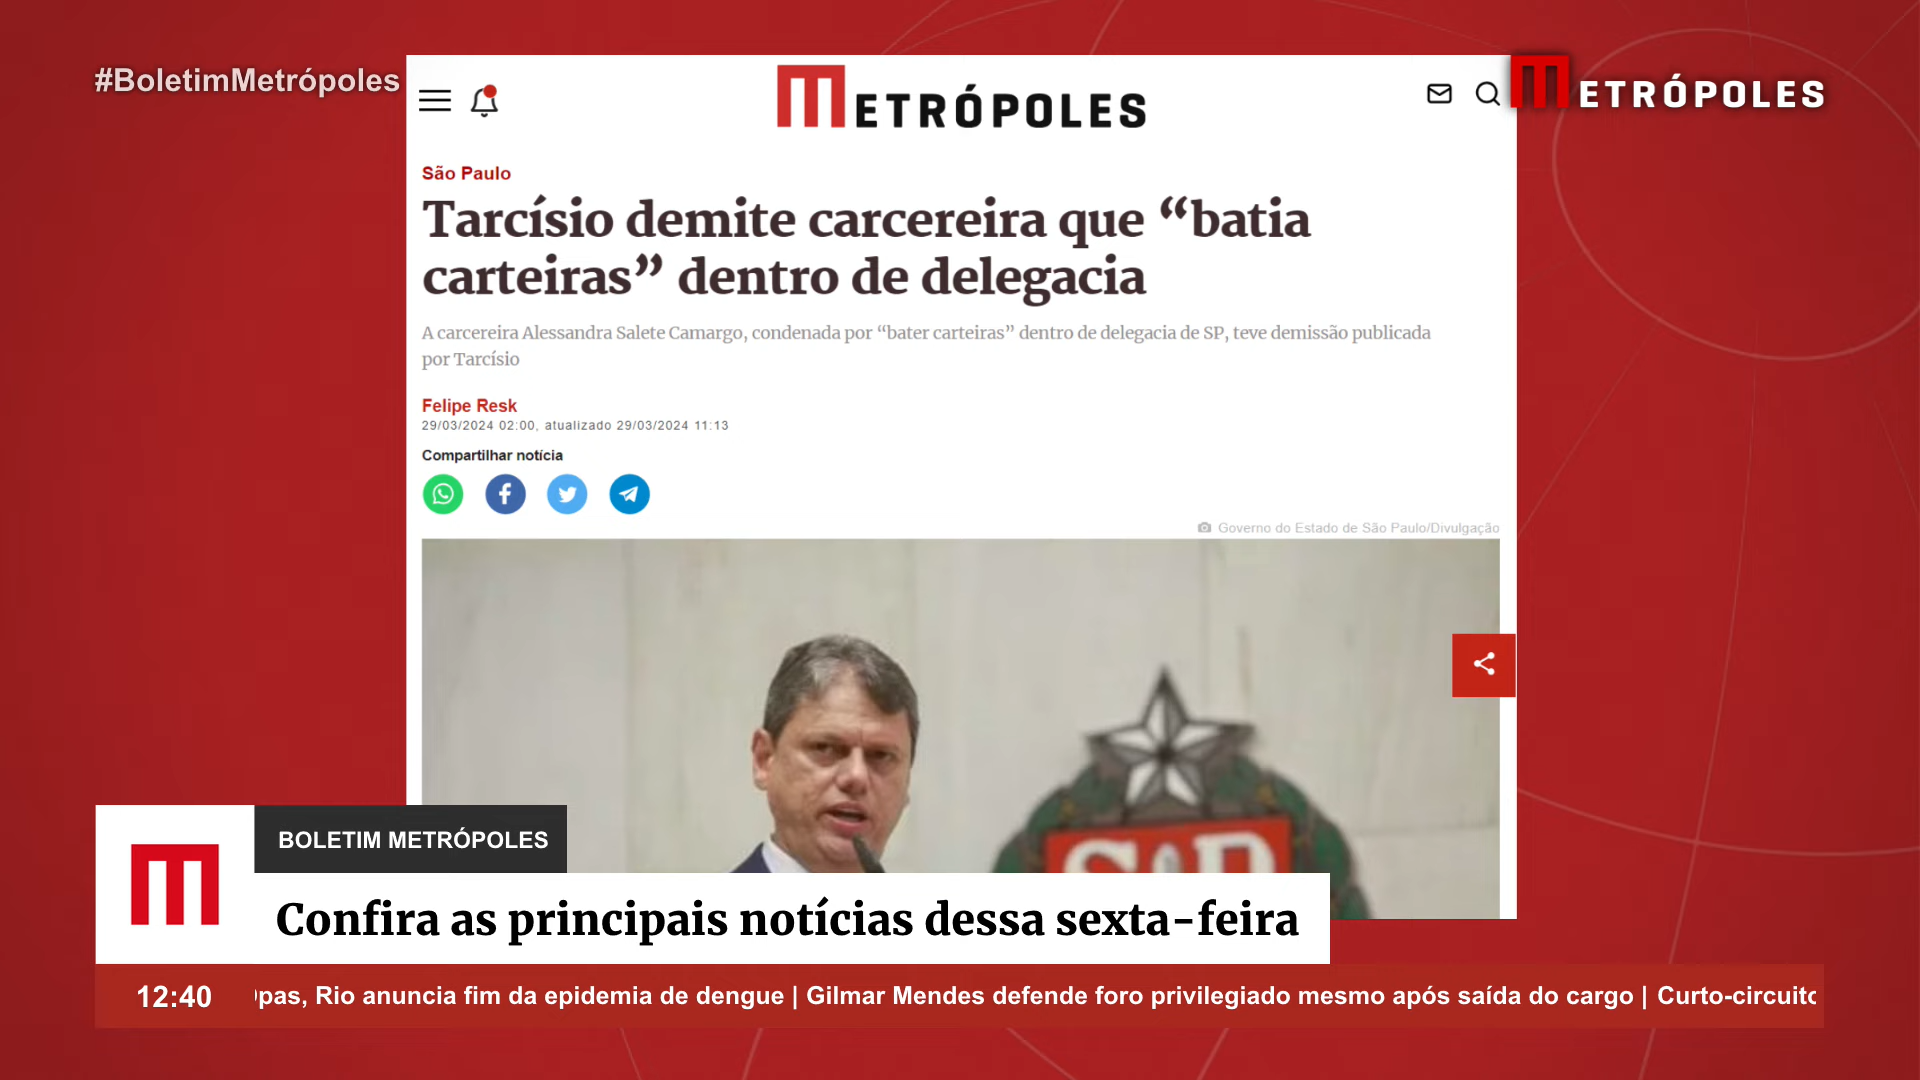 #BoletimMetrópoles
METRÓPOLES
METRÓPOLES
São Paulo
Tarcísio demite carcereira que “batia
carteiras” dentro de delegacia
A carcereira Alessandra Salete Camargo, condenada por “bater carteiras” dentro de delegacia de SP, teve demissão publicada
por Tarcísio
Felipe Resk
29/03/2024 02:00, atualizado 29/03/2024 11:13
Compartilhar notícia
Governo do Estado de São Paulo/Divulgação
SP
M
BOLETIM METRÓPOLES
Confira as principais notícias dessa sexta-feira
12:40
pas, Rio anuncia fim da epidemia de dengue | Gilmar Mendes defende foro privilegiado mesmo após saída do cargo | Curto-circuito